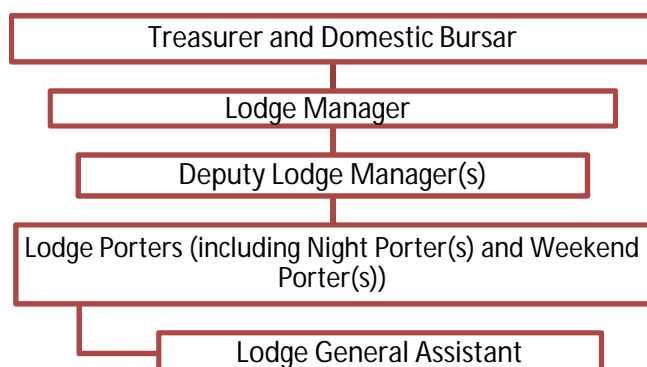 Treasurer and Domestic Bursar
Lodge Manager
Deputy Lodge Manager(s)
Lodge Porters (including Night Porter(s) and Weekend
Porter(s))
Lodge General Assistant